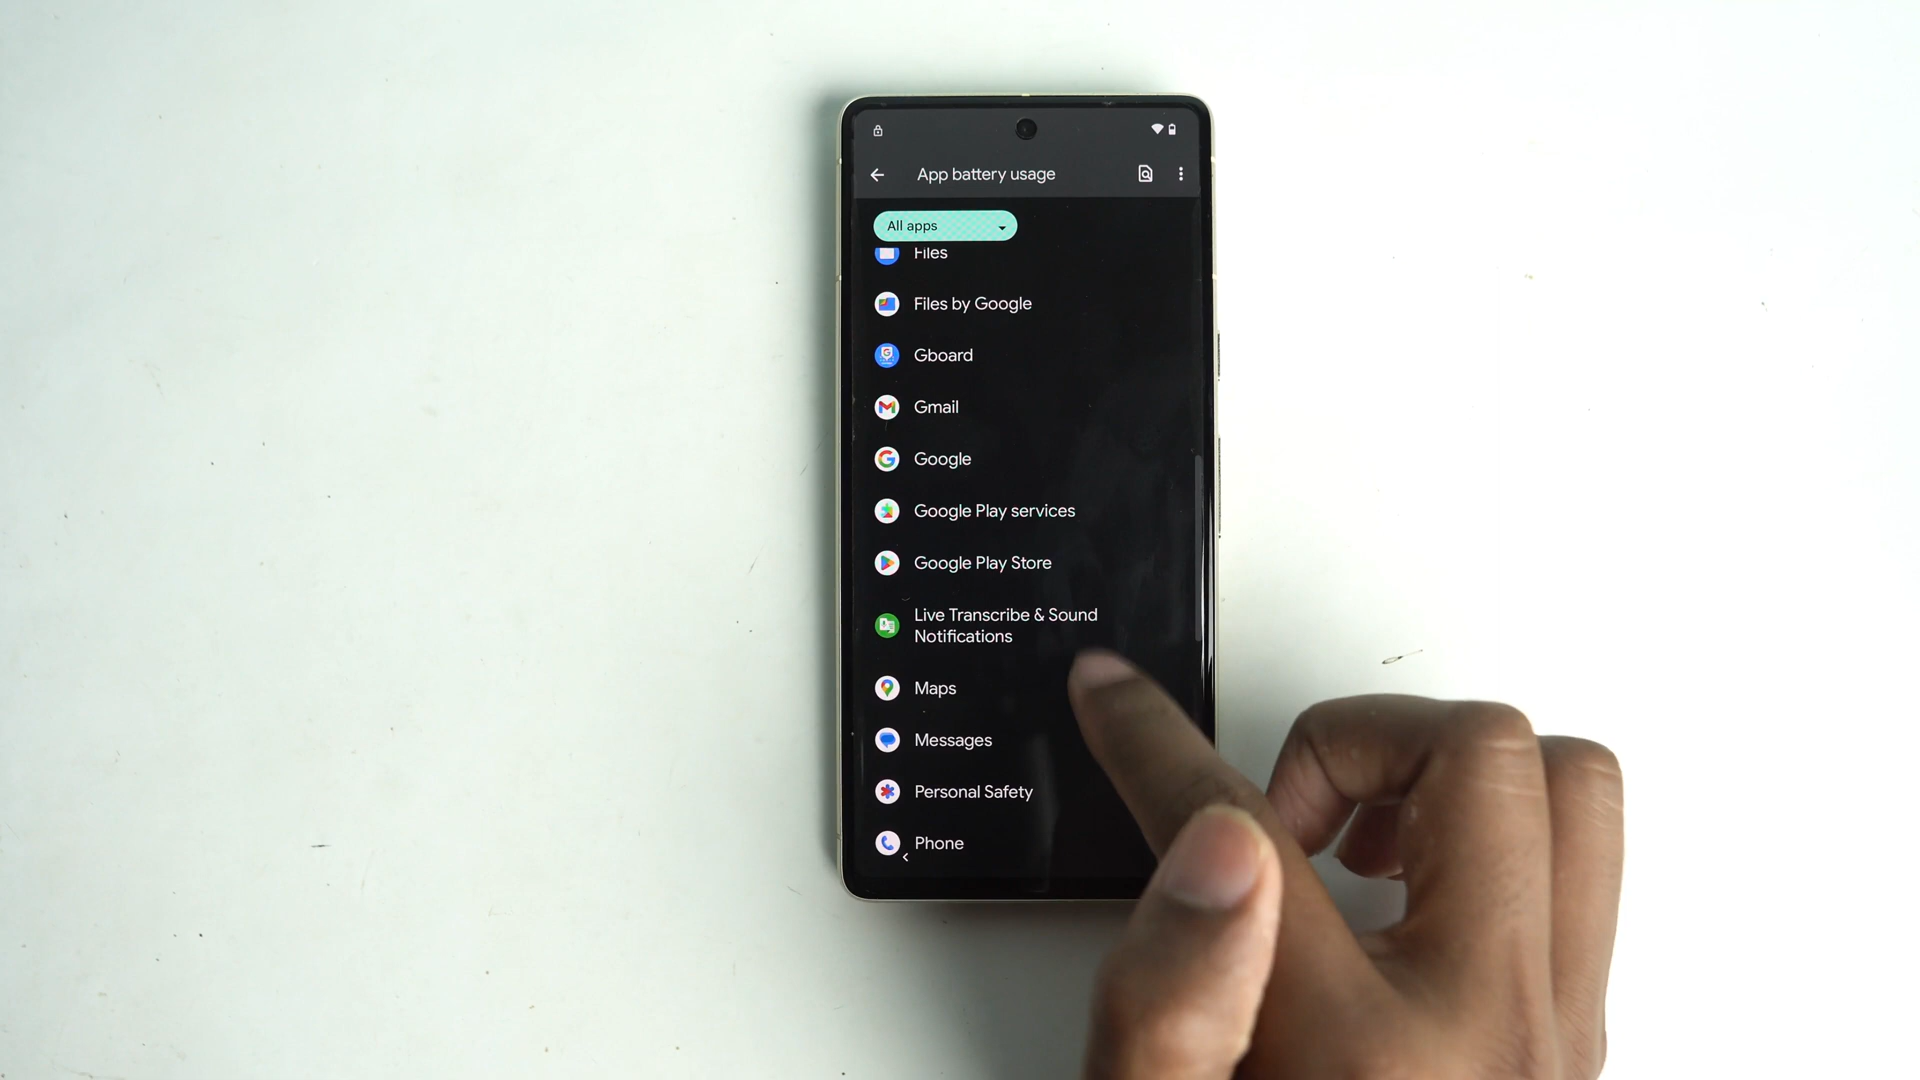 App battery usage
All apps
Files
Files by Google
Gboard
Gmail
Google
Google Play services
Google Play Store
Live Transcribe & Sound
Notifications
Maps
Messages
Personal Safety
Phone